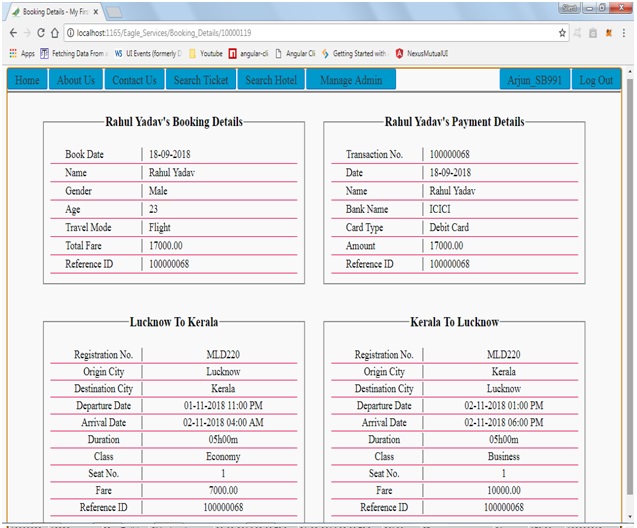 Booking Details - My Firs
localhost:1165/Eagle_Services/Booking_Details/10000119
Apps Fetching Data From WS UI Events (formerly D Youtube angular-cli Angular Cli Getting Started with NexusMutualUI
Home About Us Contact Us Search Ticket Search Hotel Manage Admin Arjun_SB991 Log Out
Rahul Yadav's Booking Details
Book Date 18-09-2018
Name Rahul Yadav
Gender Male
Age 23
Travel Mode Flight
Total Fare 17000.00
Reference ID 100000068
Rahul Yadav's Payment Details
Transaction No. 100000068
Date 18-09-2018
Name Rahul Yadav
Bank Name ICICI
Card Type Debit Card
Amount 17000.00
Reference ID 100000068
Lucknow To Kerala
Registration No. MLD220
Origin City Lucknow
Destination City Kerala
Departure Date 01-11-2018 11:00 PM
Arrival Date 02-11-2018 04:00 AM
Duration 05h00m
Class Economy
Seat No. 1
Fare 7000.00
Reference ID 100000068
Kerala To Lucknow
Registration No. MLD220
Origin City Kerala
Destination City Lucknow
Departure Date 02-11-2018 01:00 PM
Arrival Date 02-11-2018 06:00 PM
Duration 05h00m
Class Business
Seat No. 1
Fare 10000.00
Reference ID 100000068